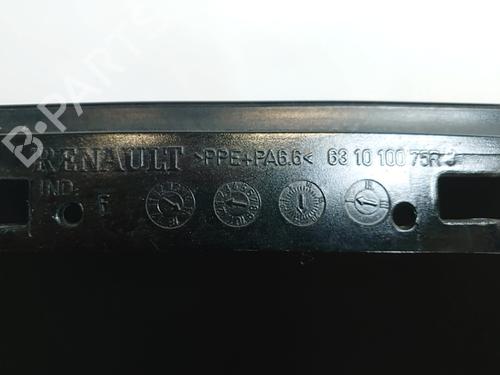 B-PARTS
RENAULT >PPE+PA6.6< 63 10 100 75R J
IND. F